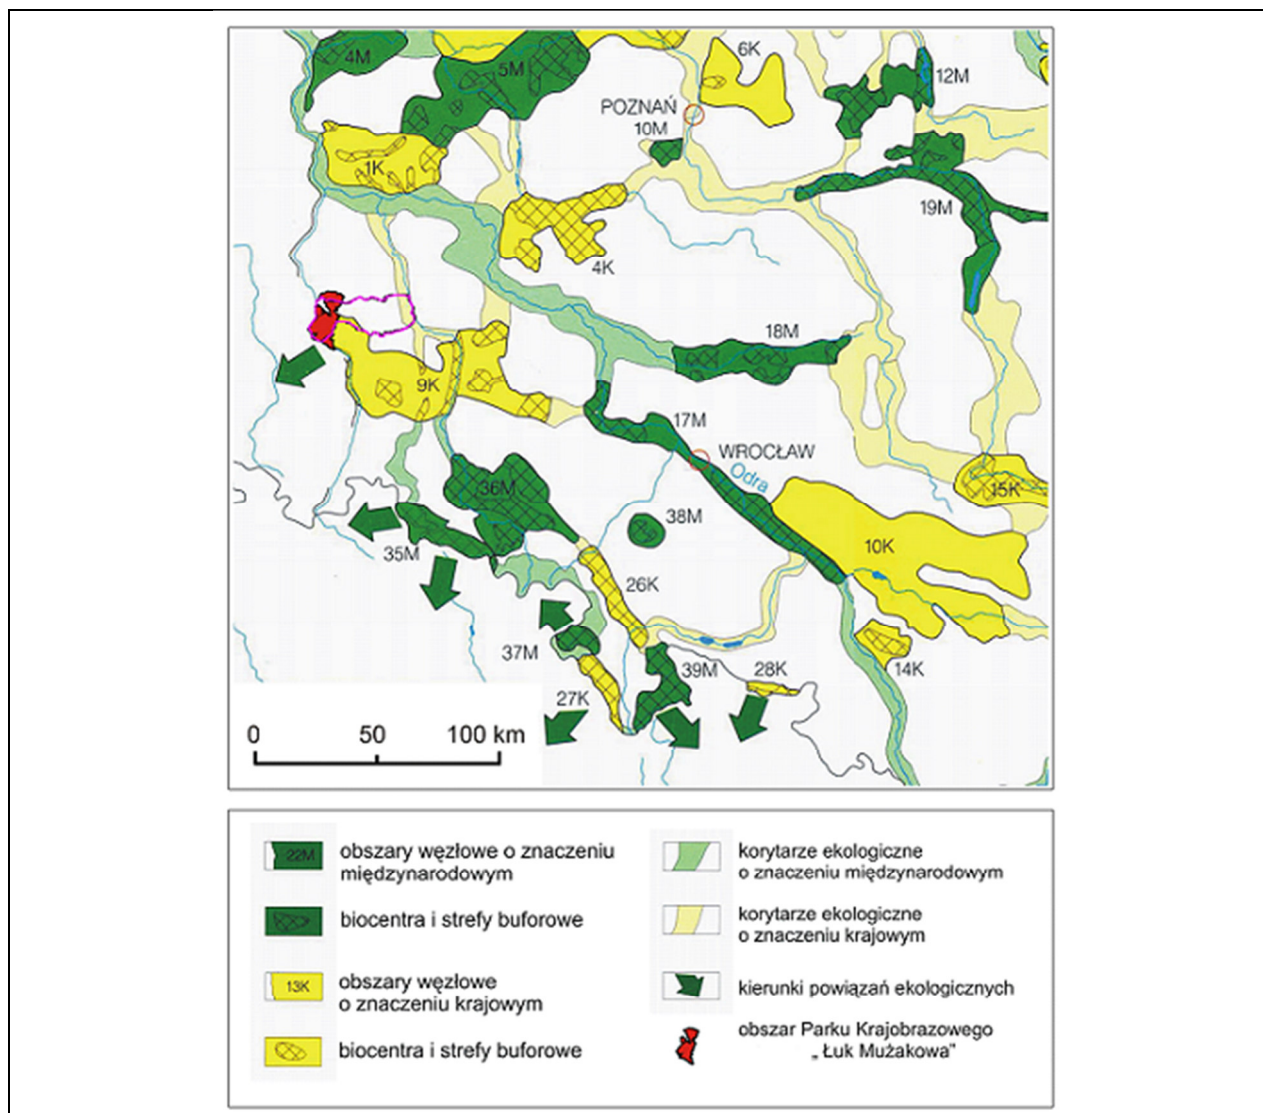 4M
5M
6K
12M
POZNAŃ
10M
1K
19M
4K
18M
9K
17M
WROCŁAW
Odra
36M
15K
38M
10K
35M
26K
37M
39M
28K
14K
27K
0 50 100 km
22M
obszary węzłowe o znaczeniu
międzynarodowym
biocentra i strefy buforowe
13K
obszary węzłowe
o znaczeniu krajowym
biocentra i strefy buforowe
korytarze ekologiczne
o znaczeniu międzynarodowym
korytarze ekologiczne
o znaczeniu krajowym
kierunki powiązań ekologicznych
obszar Parku Krajobrazowego
„ Łuk Mużakowa”